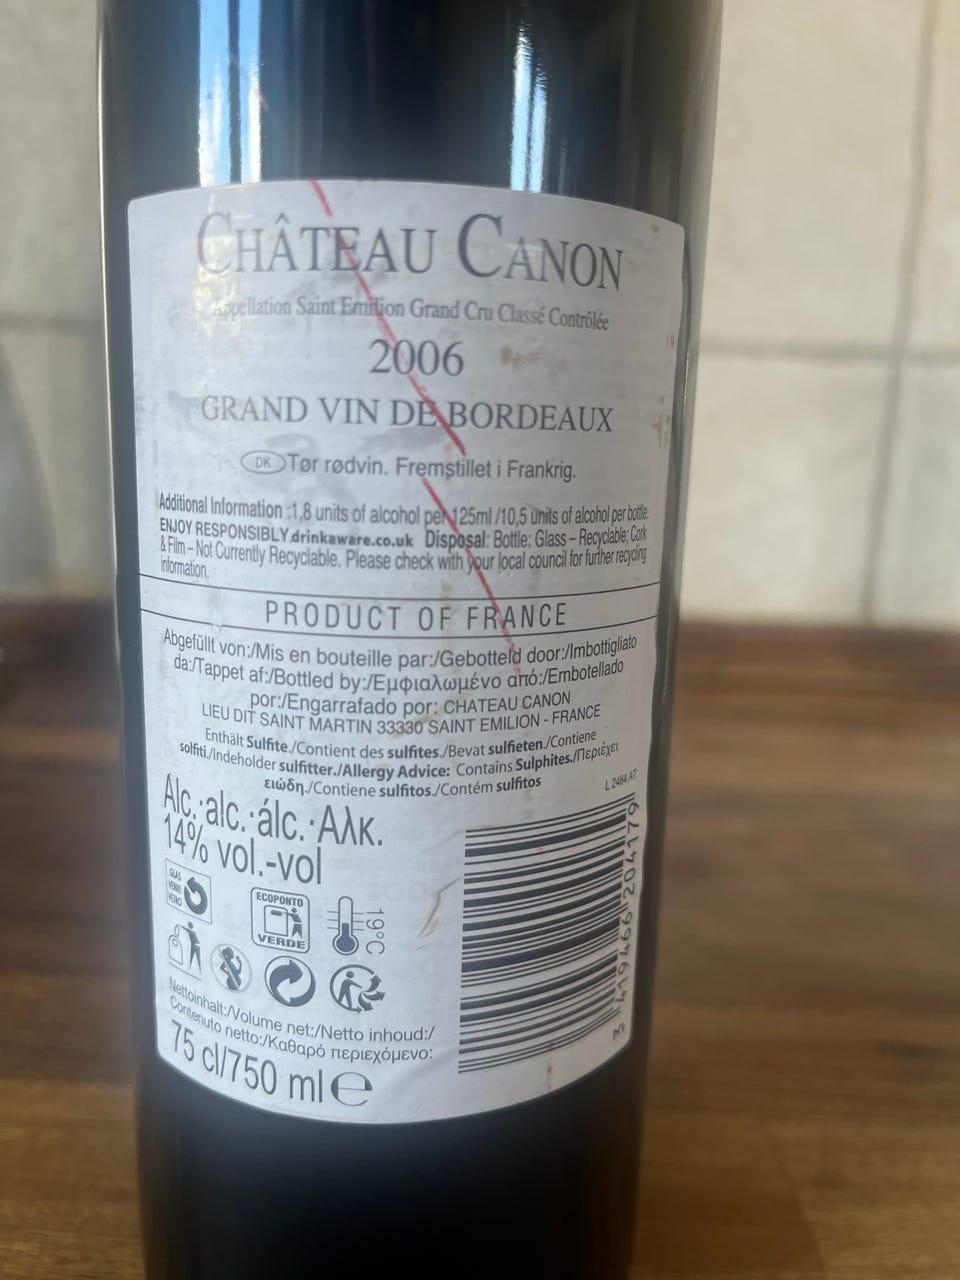 CHÂTEAU CANON
Appellation Saint Emilion Grand Cru Classé Contrôlée
2006
GRAND VIN DE BORDEAUX
DK Tør rødvin. Fremstillet i Frankrig.
Additional Information :1,8 units of alcohol per 125ml /10,5 units of alcohol per bottle.
ENJOY RESPONSIBLY.drinkaware.co.uk Disposal: Bottle: Glass – Recyclable; Cork
& Film – Not Currently Recyclable. Please check with your local council for further recycling
information.
PRODUCT OF FRANCE
Abgefüllt von:/Mis en bouteille par:/Gebotteld door:/Imbottigliato
da:/Tappet af:/Bottled by:/Εμφιαλωμένο από:/Embotellado
por:/Engarrafado por: CHATEAU CANON
LIEU DIT SAINT MARTIN 33330 SAINT EMILION - FRANCE
Enthält Sulfite./Contient des sulfites./Bevat sulfieten./Contiene
solfiti./Indeholder sulfitter./Allergy Advice: Contains Sulphites./Περιέχει
ειώδη./Contiene sulfitos./Contém sulfitos
L 2484 AT
Alc.·alc.·álc.·Αλκ.
14% vol.-vol
GLAS
VERRE
VETRO
ECOPONTO
VERDE
19°C
3 419466 204179
Nettoinhalt:/Volume net:/Netto inhoud:/
Contenuto netto:/Καθαρό περιεχόμενο:
75 cl/750 ml ℮